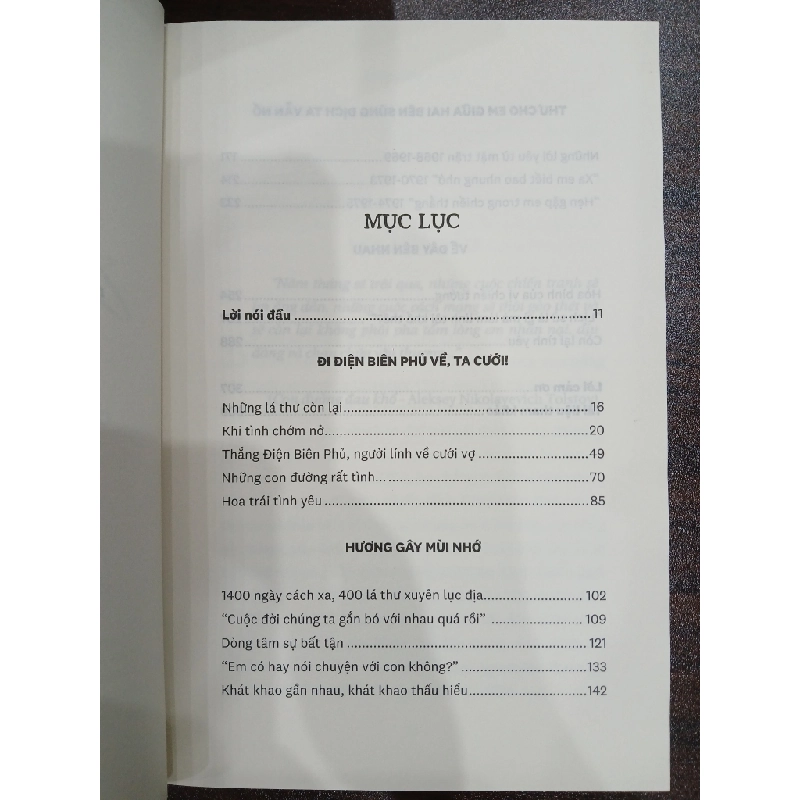 MỤC LỤC
Lời nói đầu ........ 11
ĐI ĐIỆN BIÊN PHỦ VỀ, TA CƯỚI!
Những lá thư còn lại ........ 16
Khi tình chớm nở ........ 20
Thắng Điện Biên Phủ, người lính về cưới vợ ........ 49
Những con đường rất tình... ........ 70
Hoa trái tình yêu ........ 85
HƯƠNG GÂY MÙI NHỚ
1400 ngày cách xa, 400 lá thư xuyên lục địa ........ 102
“Cuộc đời chúng ta gắn bó với nhau quá rồi” ........ 109
Dòng tâm sự bất tận ........ 121
“Em có hay nói chuyện với con không?” ........ 133
Khát khao gần nhau, khát khao thấu hiểu ........ 142